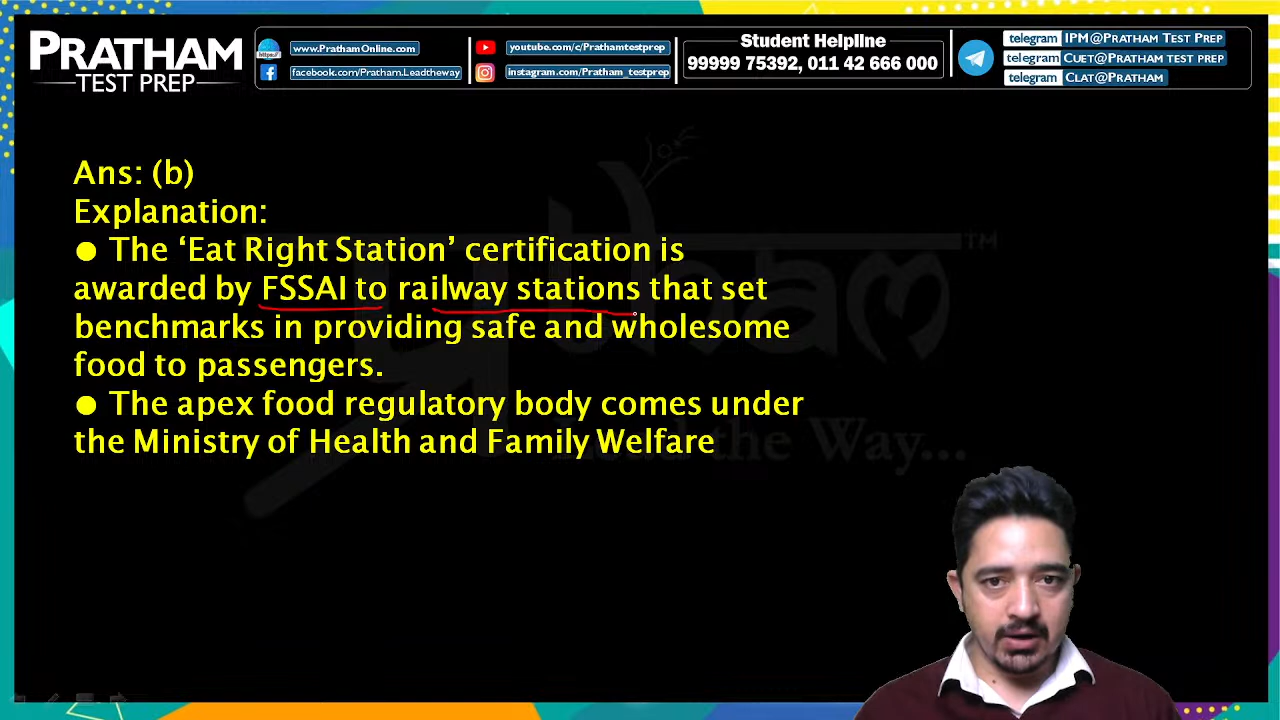 PRATHAM
TEST PREP
https://
www.PrathamOnline.com
facebook.com/Pratham.Leadtheway
youtube.com/c/Prathamtestprep
instagram.com/Pratham_testprep
Student Helpline
99999 75392, 011 42 666 000
telegram IPM@PRATHAM TEST PREP
telegram CUET@PRATHAM TEST PREP
telegram CLAT@PRATHAM
Ans: (b)
Explanation:
● The ‘Eat Right Station’ certification is
awarded by FSSAI to railway stations that set
benchmarks in providing safe and wholesome
food to passengers.
● The apex food regulatory body comes under
the Ministry of Health and Family Welfare
TM
the Way...